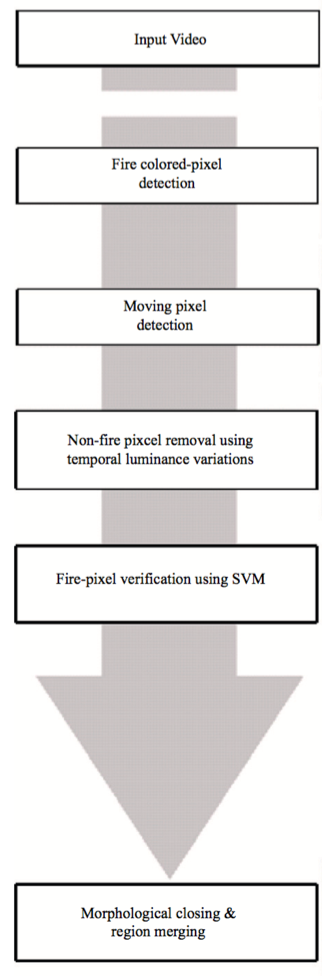 Input Video
Fire colored-pixel
detection
Moving pixel
detection
Non-fire pixcel removal using
temporal luminance variations
Fire-pixel verification using SVM
Morphological closing &
region merging